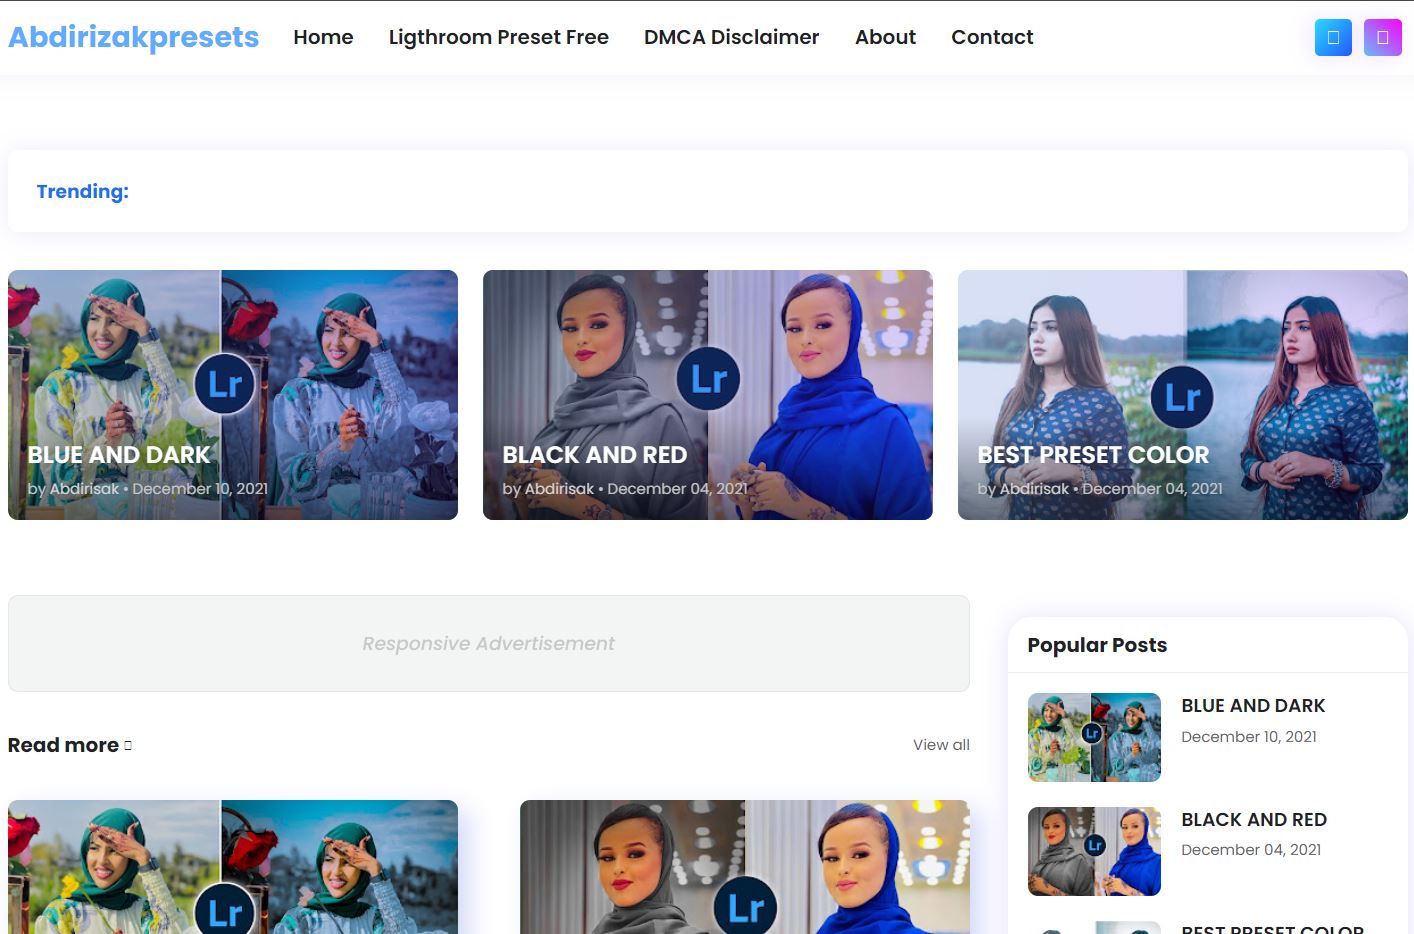 Abdirizakpresets Home Ligthroom Preset Free DMCA Disclaimer About Contact
Trending:
Lr
Lr
Lr
BLUE AND DARK
by Abdirisak • December 10, 2021
BLACK AND RED
by Abdirisak • December 04, 2021
BEST PRESET COLOR
by Abdirisak • December 04, 2021
Responsive Advertisement
Read more
View all
Lr
Lr
Popular Posts
Lr
BLUE AND DARK
December 10, 2021
Lr
BLACK AND RED
December 04, 2021
BEST PRESET COLOR